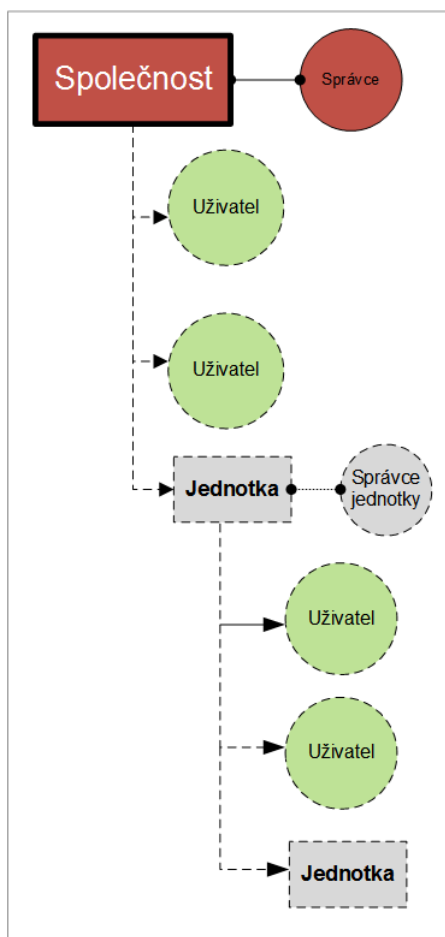 Společnost
Správce
Uživatel
Uživatel
Jednotka
Správce
jednotky
Uživatel
Uživatel
Jednotka